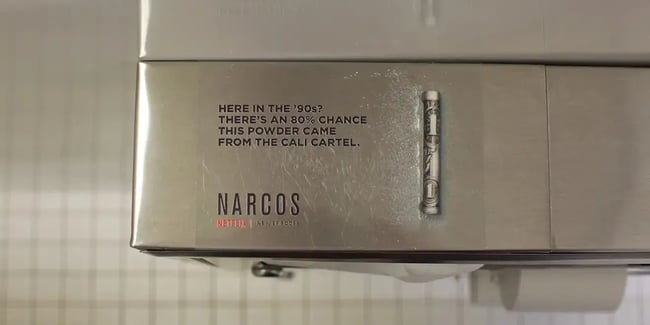 HERE IN THE '90s?
THERE'S AN 80% CHANCE
THIS POWDER CAME
FROM THE CALI CARTEL.
NARCOS
NETFLIX